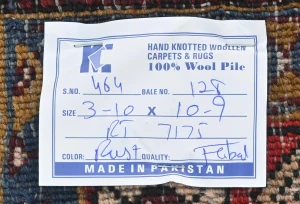 HAND KNOTTED WOOLLEN
CARPETS & RUGS
100% Wool Pile
S.NO. 464 BALE NO. 128
SIZE 3-10 x 10-9
RT 7175
COLOR: Rust QUALITY:
MADE IN PAKISTAN